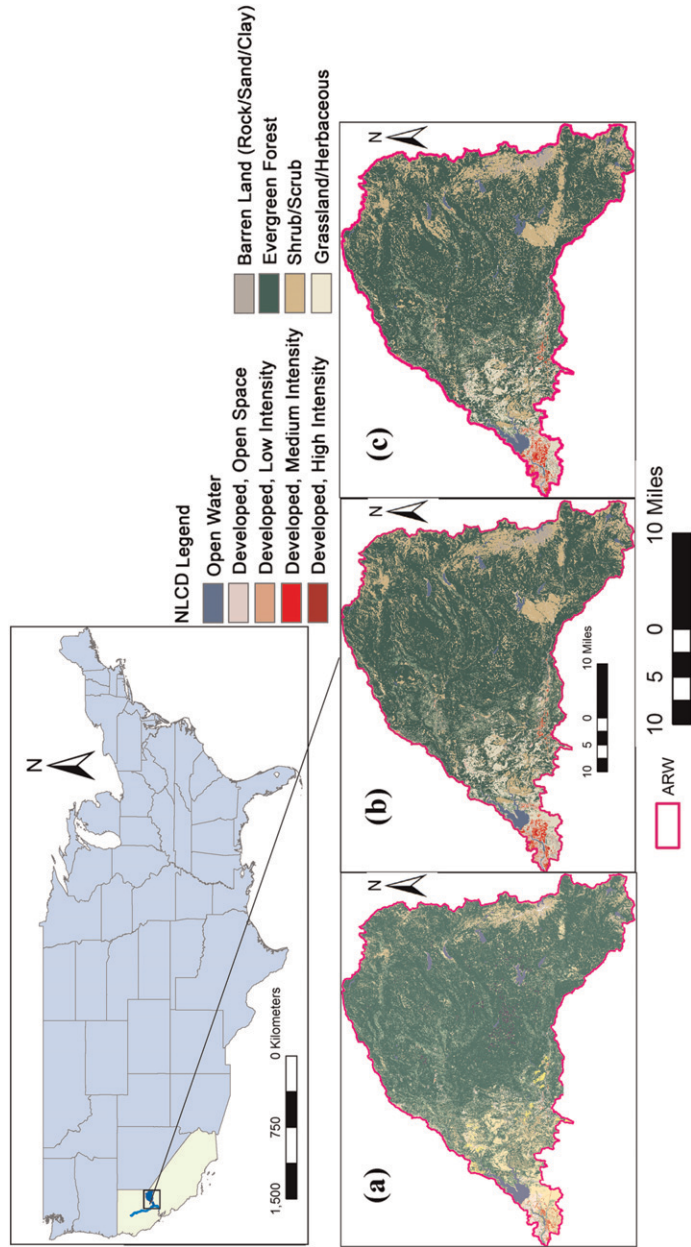 N
1,500
750
0 Kilometers
NLCD Legend
Open Water
Developed, Open Space
Developed, Low Intensity
Developed, Medium Intensity
Developed, High Intensity
Barren Land (Rock/Sand/Clay)
Evergreen Forest
Shrub/Scrub
Grassland/Herbaceous
(a)
N
(b)
N
10 5 0 10 Miles
(c)
N
ARW
10 5 0 10 Miles